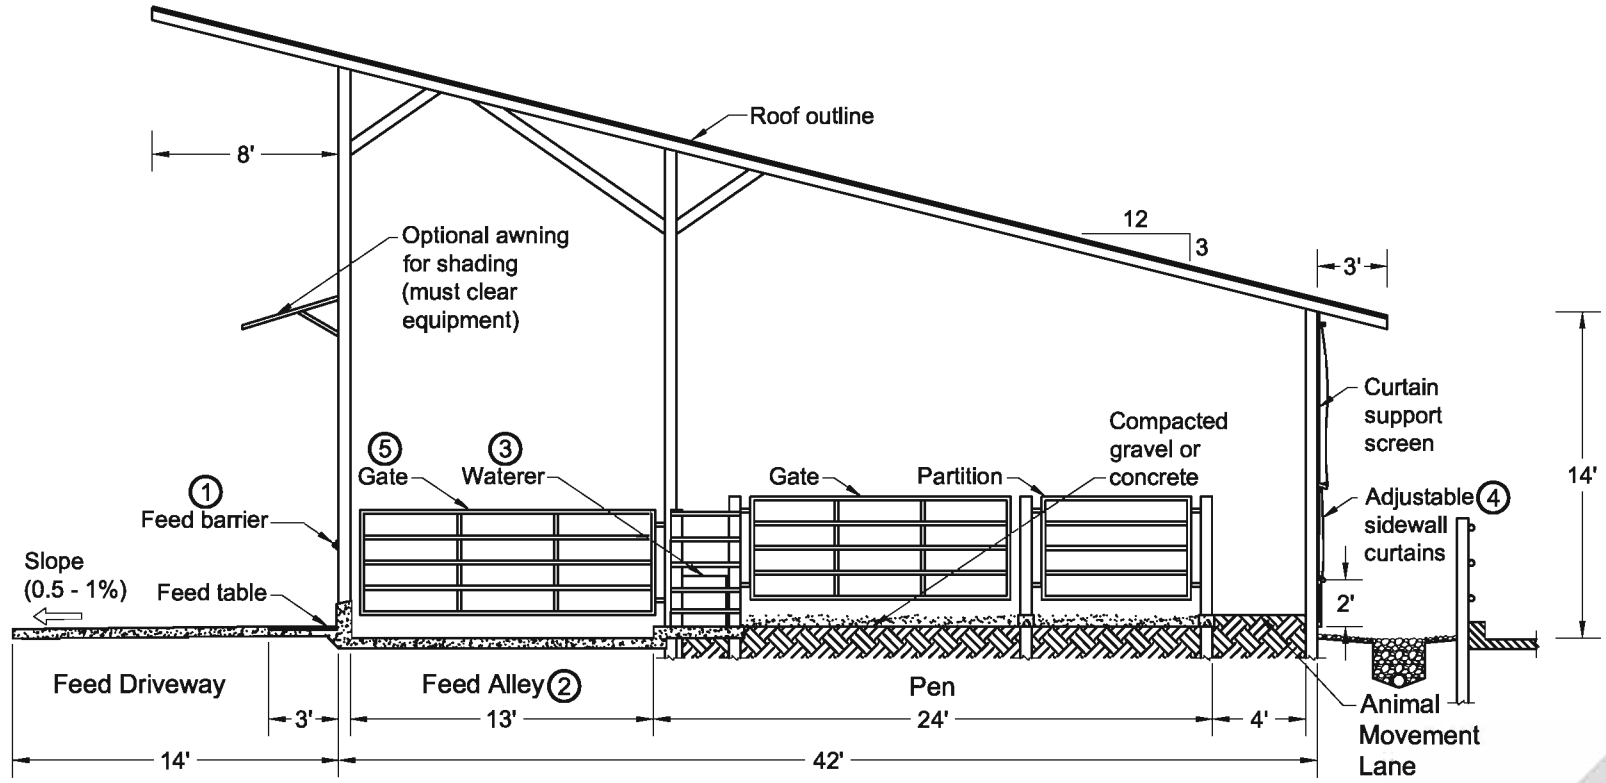 Roof outline
8'
12
3
3'
Optional awning
for shading
(must clear
equipment)
14'
Curtain
support
screen
Compacted
gravel or
concrete
5
Gate
3
Waterer
Gate
Partition
1
Feed barrier
Adjustable 4
sidewall
curtains
Slope
(0.5 - 1%)
Feed table
2'
Feed Driveway
Feed Alley 2
Pen
Animal
Movement
Lane
3'
13'
24'
4'
14'
42'